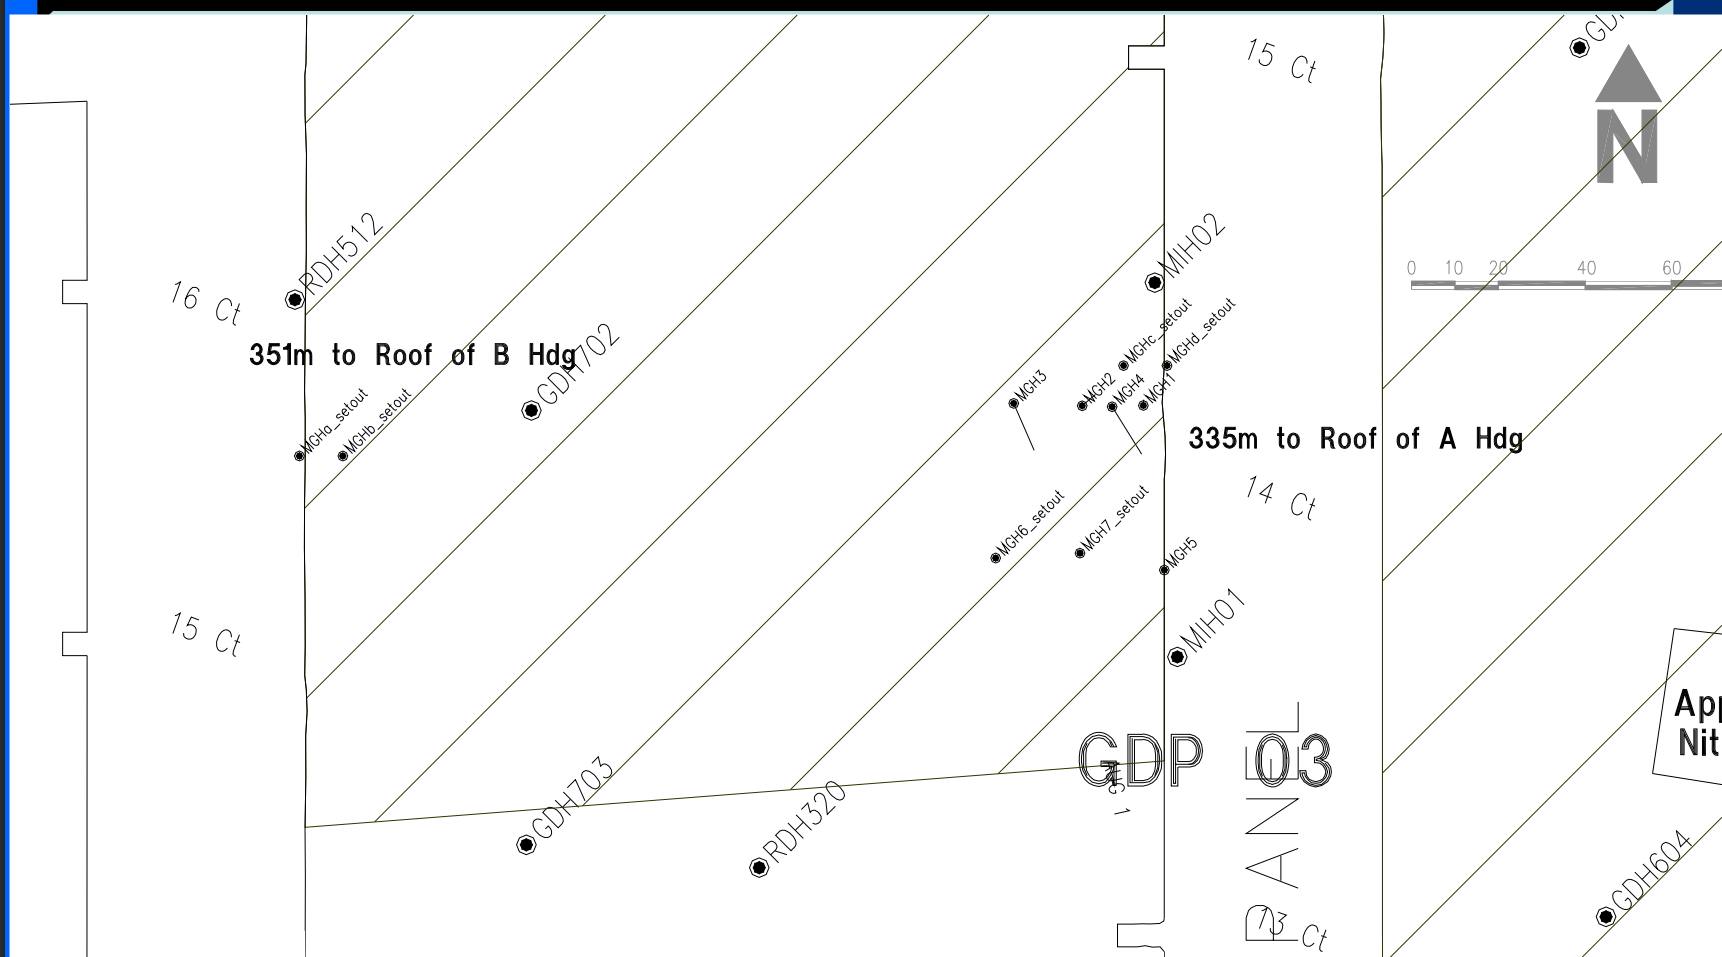 15 Ct
N
RDH512
MIH02
0 10 20 40 60
16 Ct
MGHc_setout
MGHd_setout
351m to Roof of B Hdg
GDH702
MGH3
MGH2
MGH4
MGH1
MGHa_setout
MGHb_setout
335m to Roof of A Hdg
14 Ct
MGH6_setout
MGH7_setout
MGH5
15 Ct
MIH01
GDP 03
PANEL
GDH703
RDH320
GDH604
13 Ct